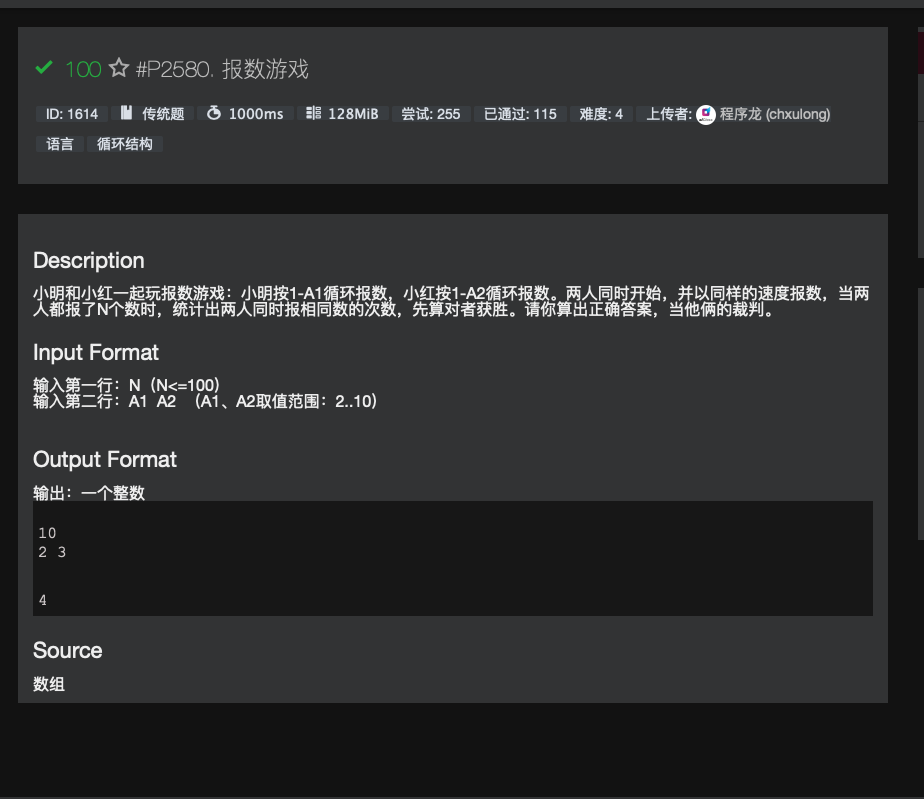 100 #P2580. 报数游戏
ID: 1614 传统题 1000ms 128MiB 尝试: 255 已通过: 115 难度: 4 上传者: 程序龙 (chxulong)
语言 循环结构
Description
小明和小红一起玩报数游戏：小明按1-A1循环报数，小红按1-A2循环报数。两人同时开始，并以同样的速度报数，当两
人都报了N个数时，统计出两人同时报相同数的次数，先算对者获胜。请你算出正确答案，当他俩的裁判。
Input Format
输入第一行：N（N<=100）
输入第二行：A1 A2 （A1、A2取值范围：2..10）
Output Format
输出：一个整数
10
2 3
4
Source
数组